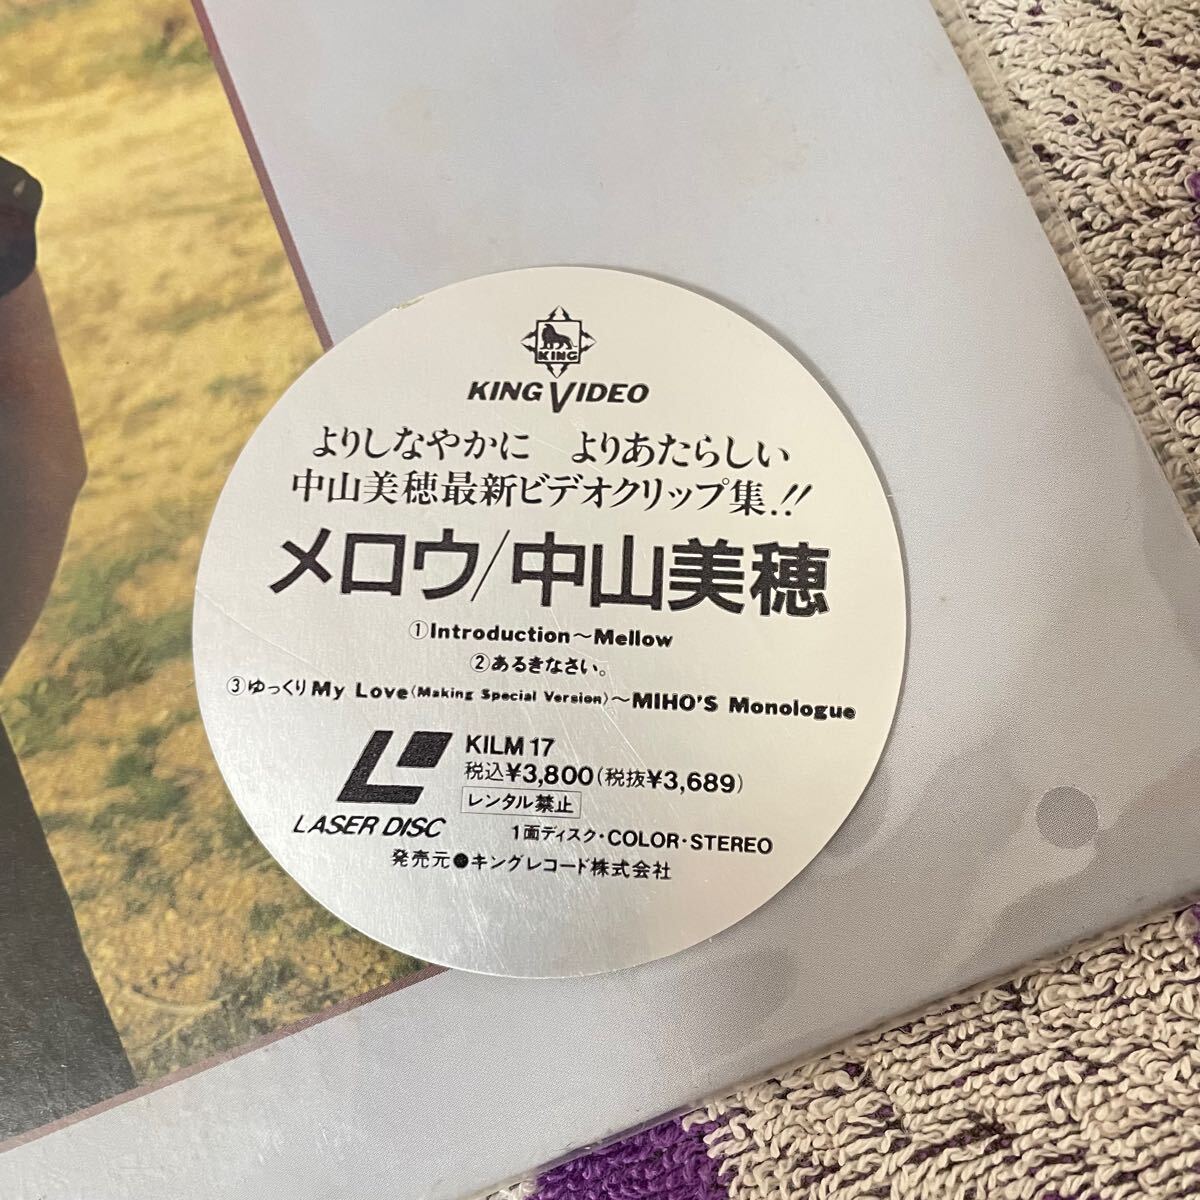 KING
KING VIDEO
よりしなやかに　よりあたらしい
中山美穂最新ビデオクリップ集.!!
メロウ/中山美穂
①Introduction～Mellow
②あるきなさい。
③ゆっくりMy Love(Making Special Version)～MIHO'S Monologue
KILM 17
税込¥3,800(税抜¥3,689)
レンタル禁止
LASER DISC
1面ディスク・COLOR・STEREO
発売元●キングレコード株式会社